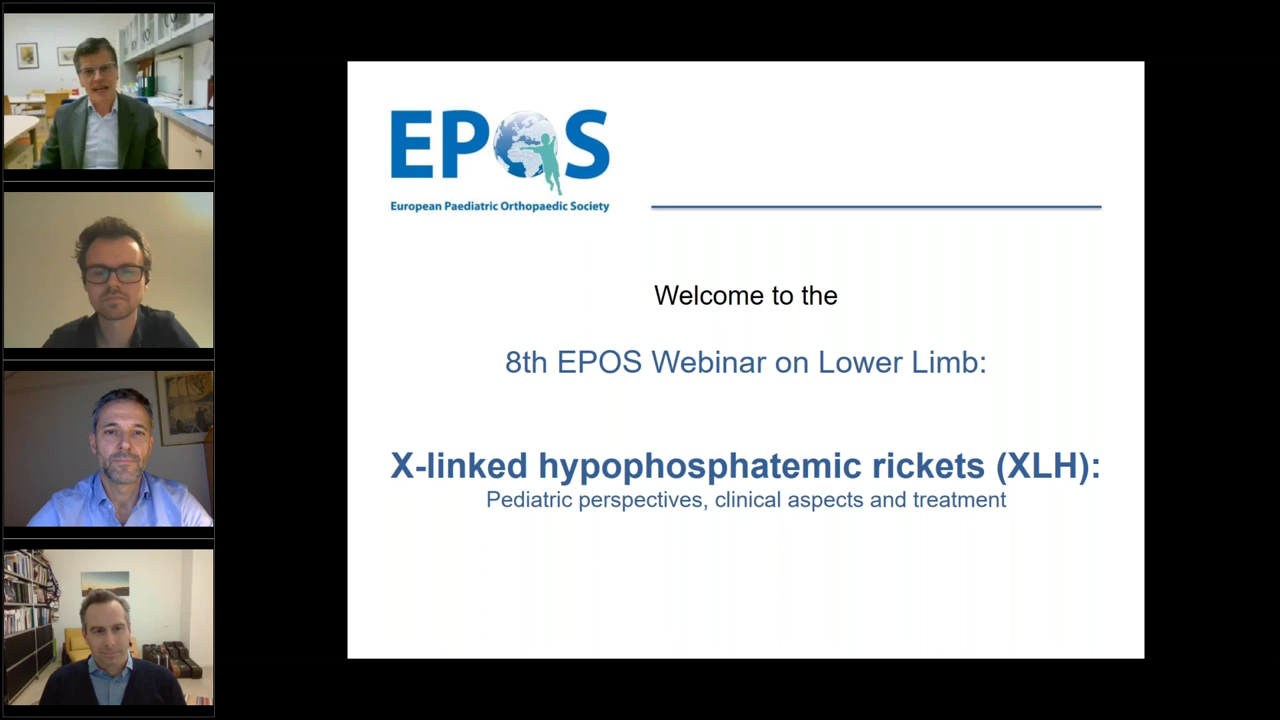 EPOS
European Paediatric Orthopaedic Society
Welcome to the
8th EPOS Webinar on Lower Limb:
X-linked hypophosphatemic rickets (XLH):
Pediatric perspectives, clinical aspects and treatment